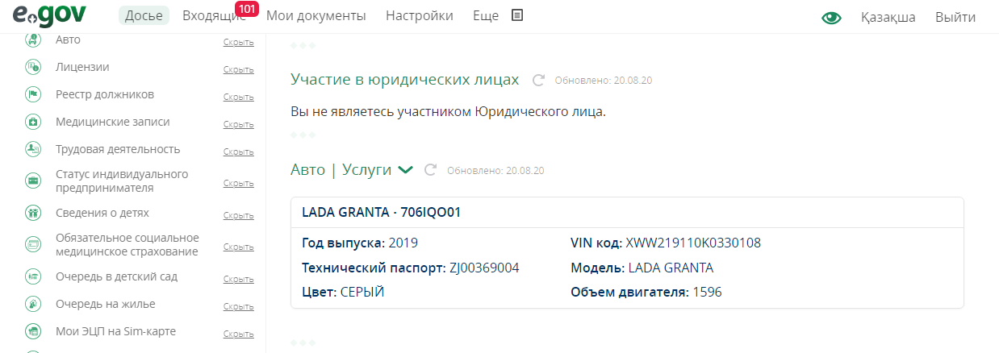 egov
Досье
Входящие
101
Мои документы
Настройки
Еще
Қазақша
Выйти
Авто
Скрыть
Лицензии
Скрыть
Реестр должников
Скрыть
Медицинские записи
Скрыть
Трудовая деятельность
Скрыть
Статус индивидуального
предпринимателя
Скрыть
Сведения о детях
Скрыть
Обязательное социальное
медицинское страхование
Скрыть
Очередь в детский сад
Скрыть
Очередь на жилье
Скрыть
Мои ЭЦП на Sim-карте
Скрыть
Участие в юридических лицах
Обновлено: 20.08.20
Вы не являетесь участником Юридического лица.
Авто | Услуги
Обновлено: 20.08.20
LADA GRANTA · 706IQO01
Год выпуска: 2019
VIN код: XWW219110K0330108
Технический паспорт: ZJ00369004
Модель: LADA GRANTA
Цвет: СЕРЫЙ
Объем двигателя: 1596